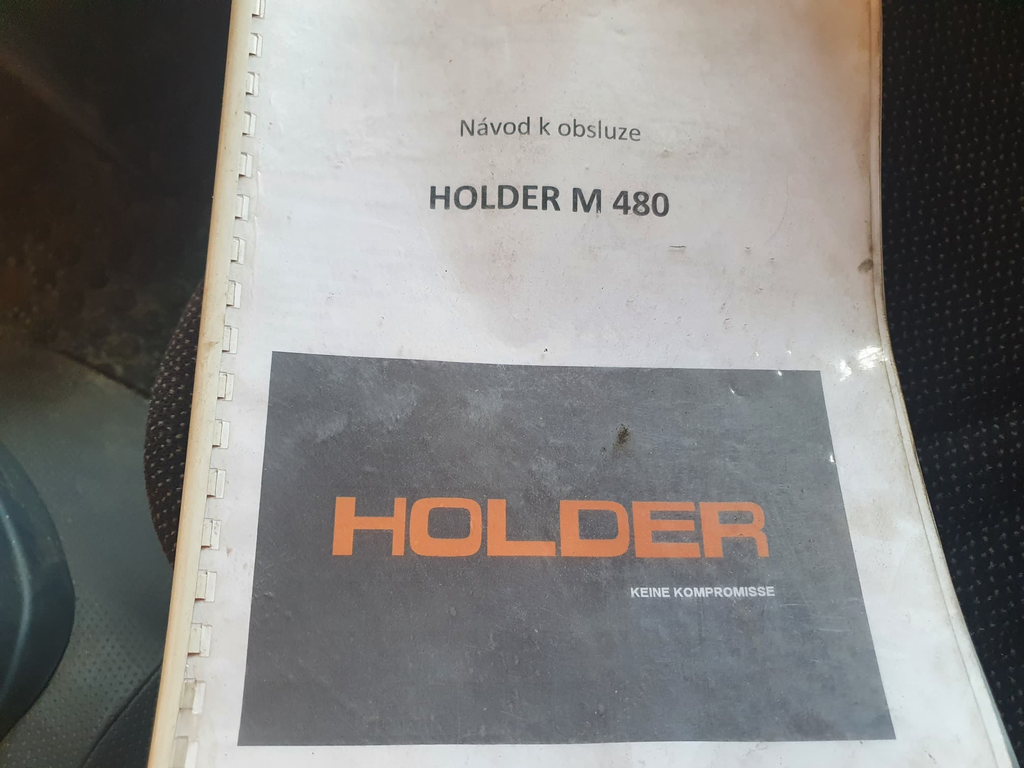 Návod k obsluze
HOLDER M 480
HOLDER
KEINE KOMPROMISSE